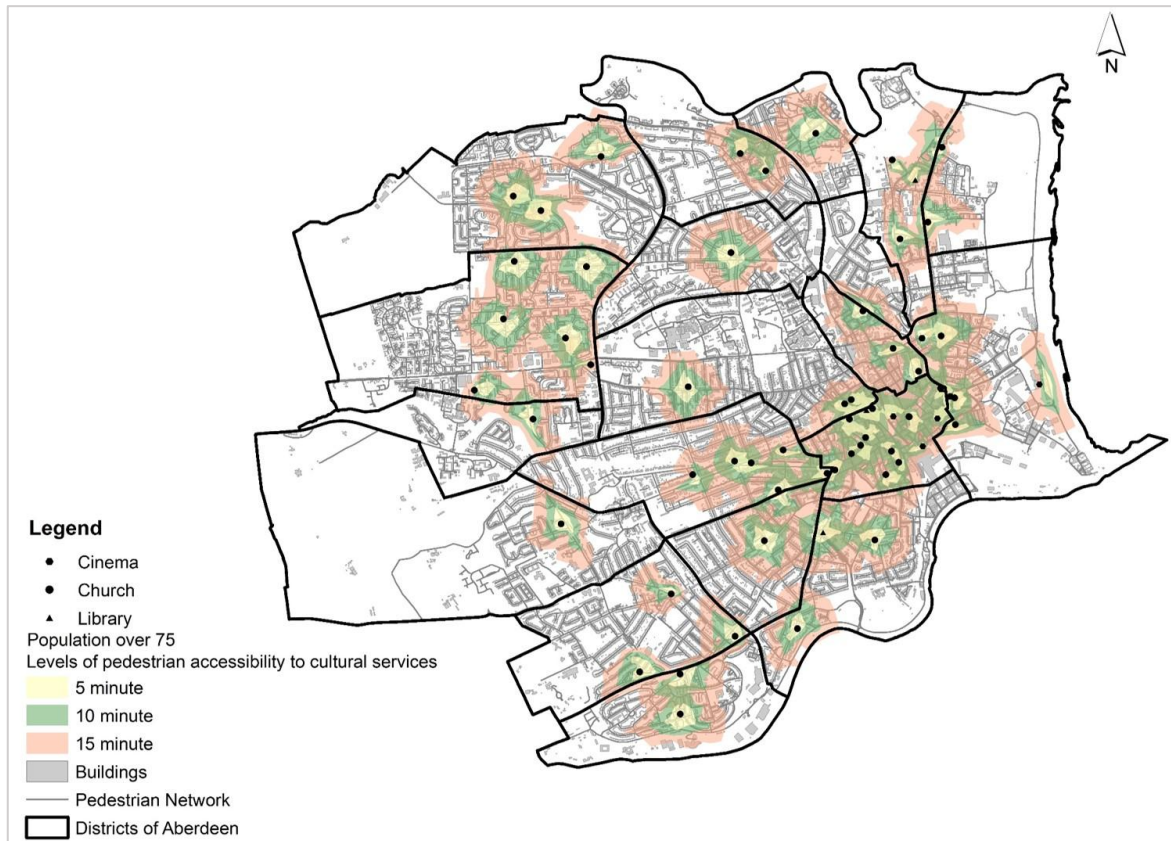 N
Legend
Cinema
Church
Library
Population over 75
Levels of pedestrian accessibility to cultural services
5 minute
10 minute
15 minute
Buildings
Pedestrian Network
Districts of Aberdeen